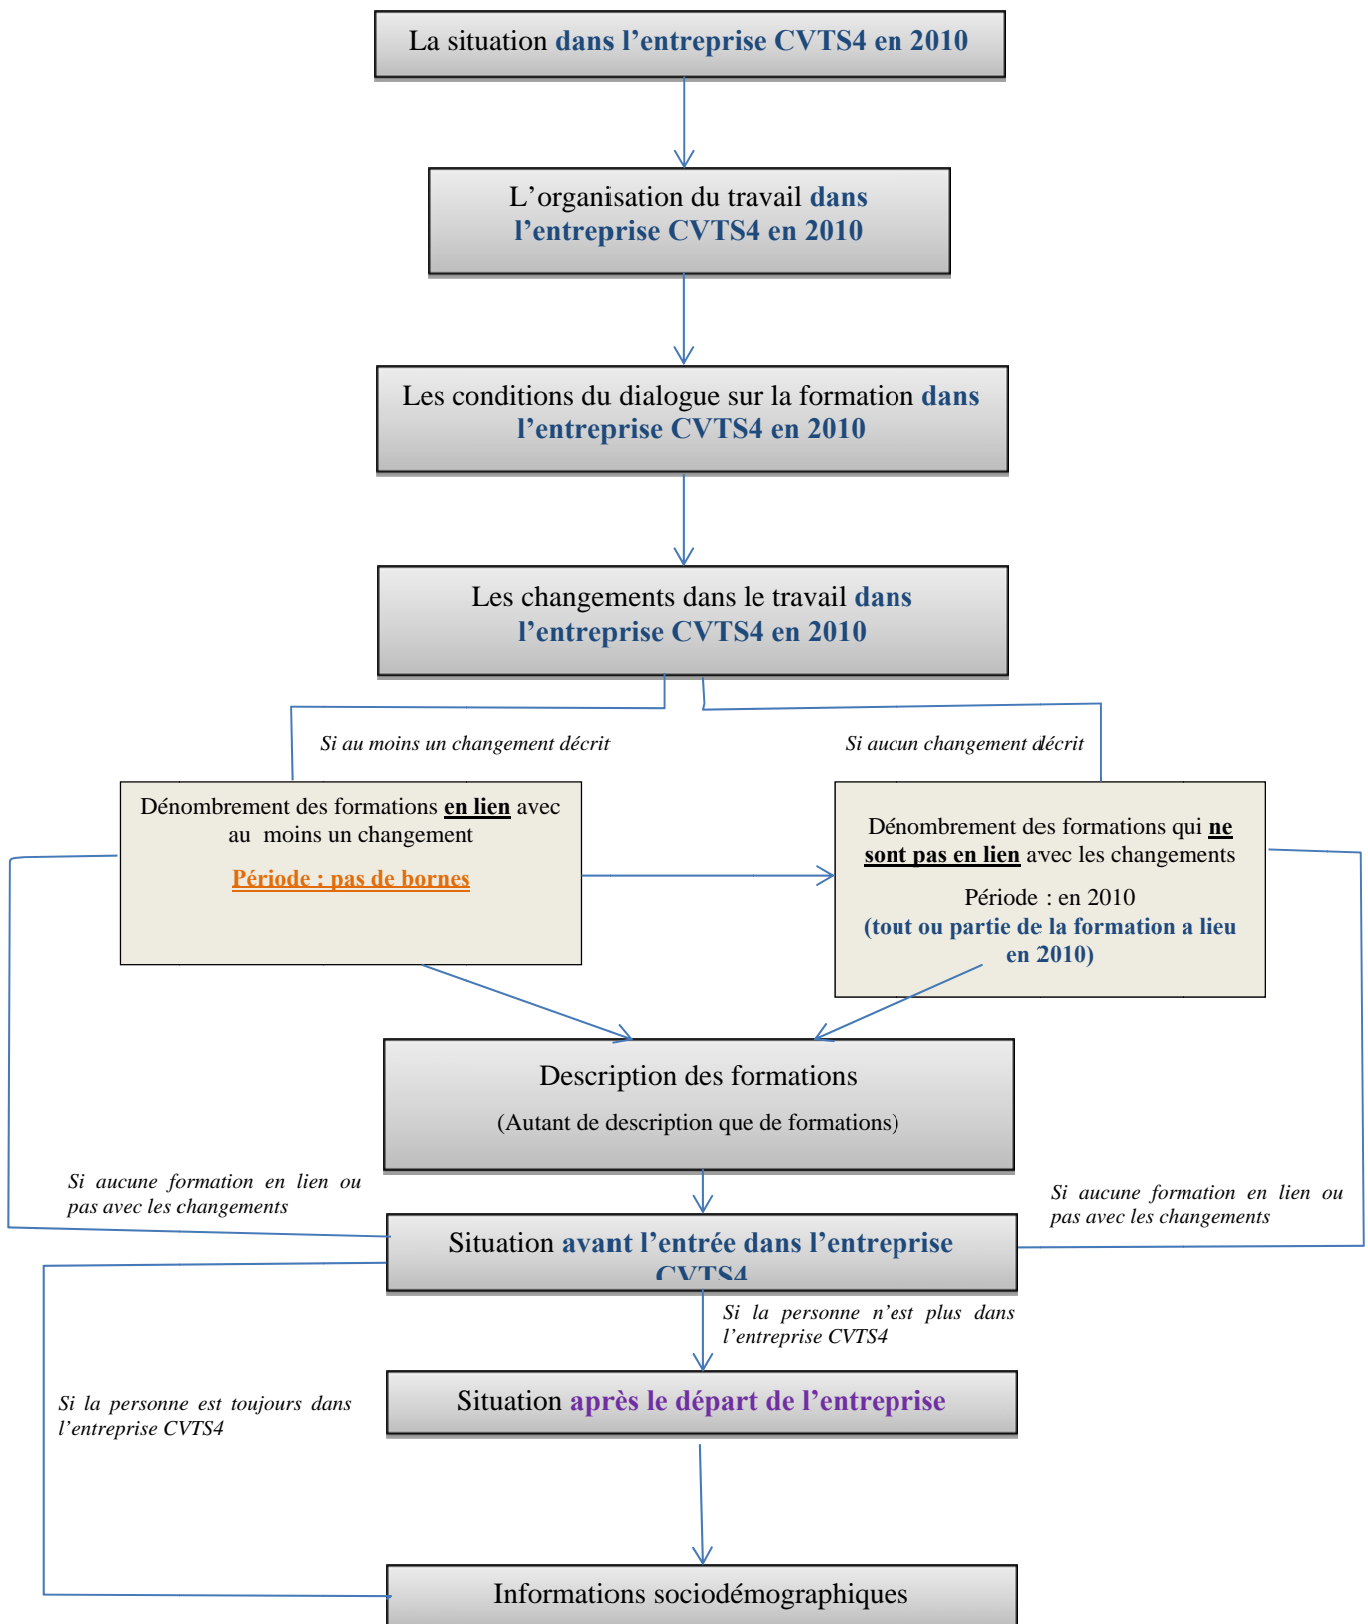 La situation dans l’entreprise CVTS4 en 2010
L’organisation du travail dans
l’entreprise CVTS4 en 2010
Les conditions du dialogue sur la formation dans
l’entreprise CVTS4 en 2010
Les changements dans le travail dans
l’entreprise CVTS4 en 2010
Si au moins un changement décrit
Si aucun changement décrit
Dénombrement des formations en lien avec
au moins un changement
Période : pas de bornes
Dénombrement des formations qui ne
sont pas en lien avec les changements
Période : en 2010
(tout ou partie de la formation a lieu
en 2010)
Description des formations
(Autant de description que de formations)
Si aucune formation en lien ou
pas avec les changements
Si aucune formation en lien ou
pas avec les changements
Situation avant l’entrée dans l’entreprise
CVTS4
Si la personne n’est plus dans
l’entreprise CVTS4
Situation après le départ de l’entreprise
Si la personne est toujours dans
l’entreprise CVTS4
Informations sociodémographiques